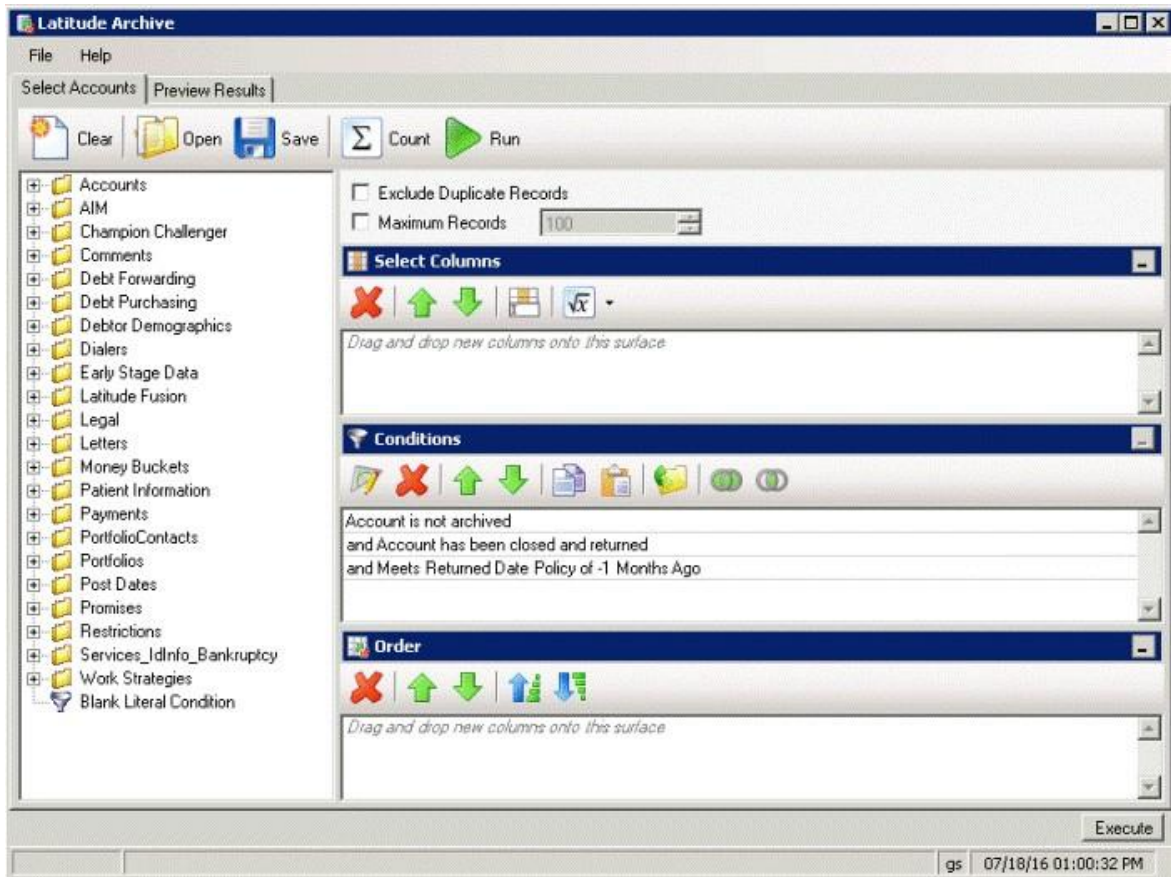 Latitude Archive
File Help
Select Accounts Preview Results
Clear Open Save Σ Count Run
Accounts
AIM
Champion Challenger
Comments
Debt Forwarding
Debt Purchasing
Debtor Demographics
Dialers
Early Stage Data
Latitude Fusion
Legal
Letters
Money Buckets
Patient Information
Payments
PortfolioContacts
Portfolios
Post Dates
Promises
Restrictions
Services_IdInfo_Bankruptcy
Work Strategies
Blank Literal Condition
Exclude Duplicate Records
Maximum Records 100
Select Columns
√x
Drag and drop new columns onto this surface
Conditions
Account is not archived
and Account has been closed and returned
and Meets Returned Date Policy of -1 Months Ago
Order
Drag and drop new columns onto this surface
Execute
gs 07/18/16 01:00:32 PM